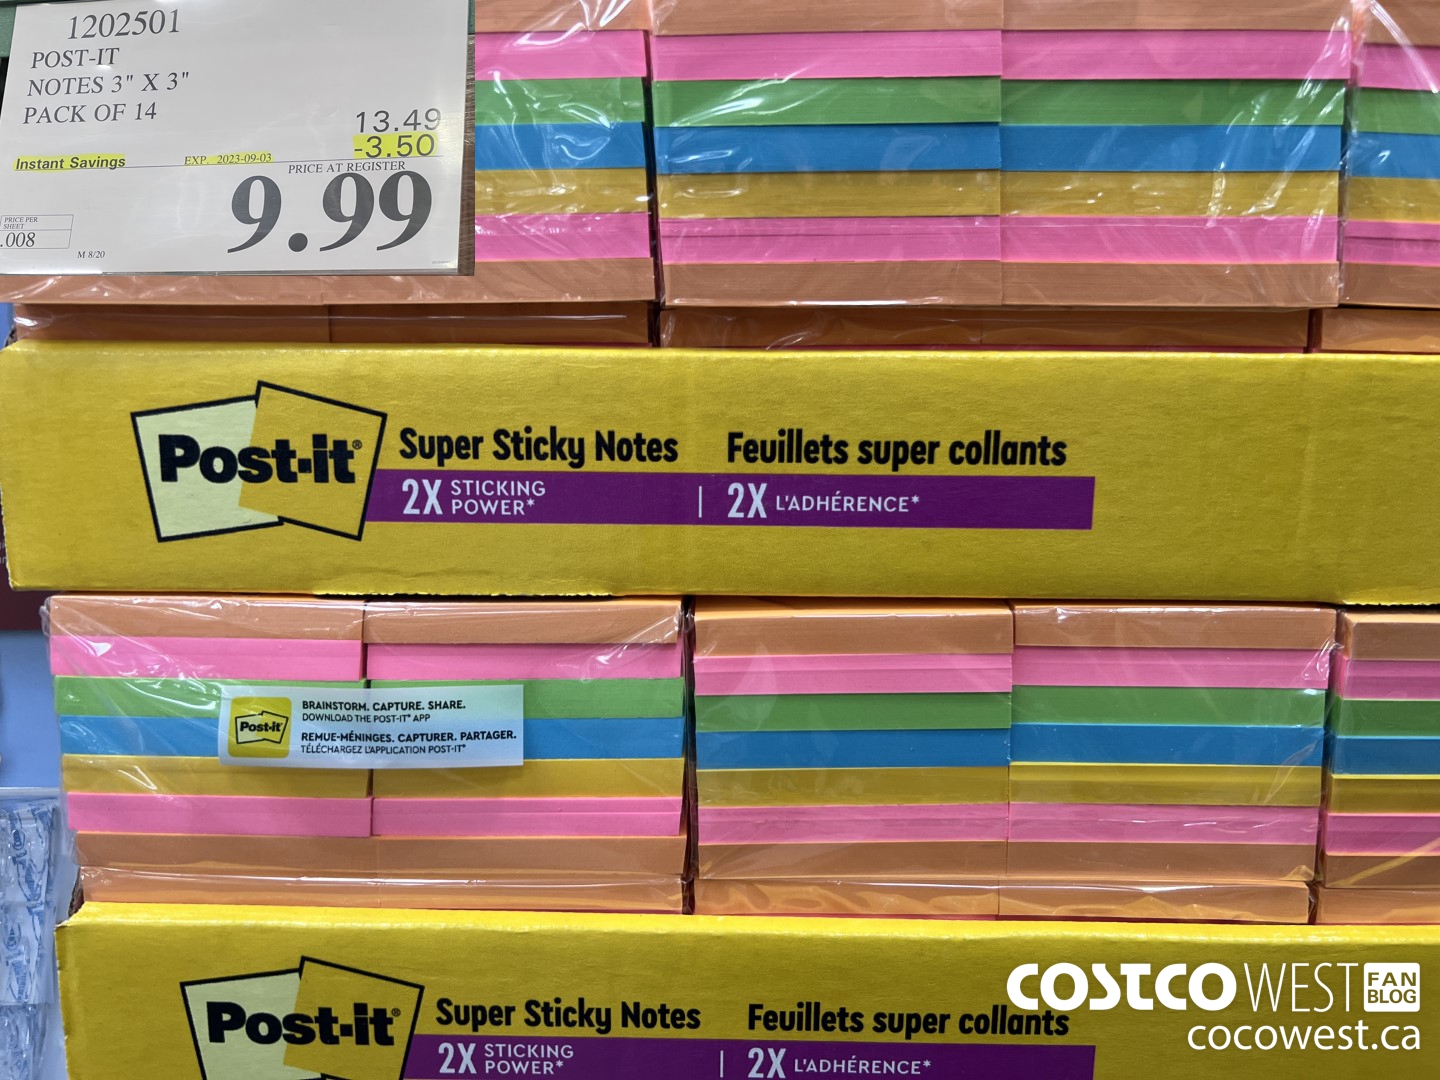 1202501
POST-IT
NOTES 3" X 3"
PACK OF 14
13.49
-3.50
Instant Savings EXP. 2023-09-03
PRICE AT REGISTER
9.99
PRICE PER
SHEET
.008
M 8/20
Post-it® Super Sticky Notes Feuillets super collants
2X STICKING POWER* | 2X L'ADHÉRENCE*
Post-it® BRAINSTORM. CAPTURE. SHARE.
DOWNLOAD THE POST-IT® APP
REMUE-MÉNINGES. CAPTURER. PARTAGER.
TÉLÉCHARGEZ L'APPLICATION POST-IT®
Post-it® Super Sticky Notes Feuillets super collants
2X STICKING POWER* | 2X L'ADHÉRENCE*
COSTCO WEST FAN BLOG
cocowest.ca